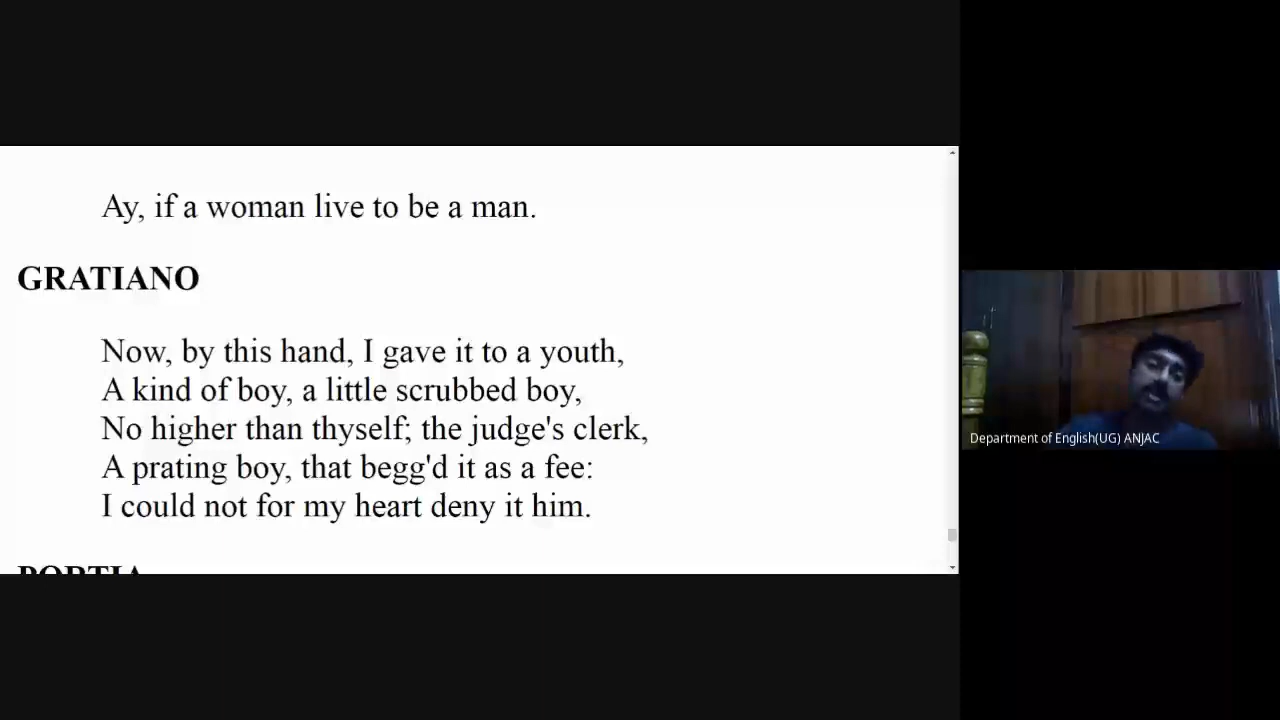 Ay, if a woman live to be a man.
GRATIANO
Now, by this hand, I gave it to a youth,
A kind of boy, a little scrubbed boy,
No higher than thyself; the judge's clerk,
A prating boy, that begg'd it as a fee:
I could not for my heart deny it him.
PORTIA
Department of English(UG) ANJAC